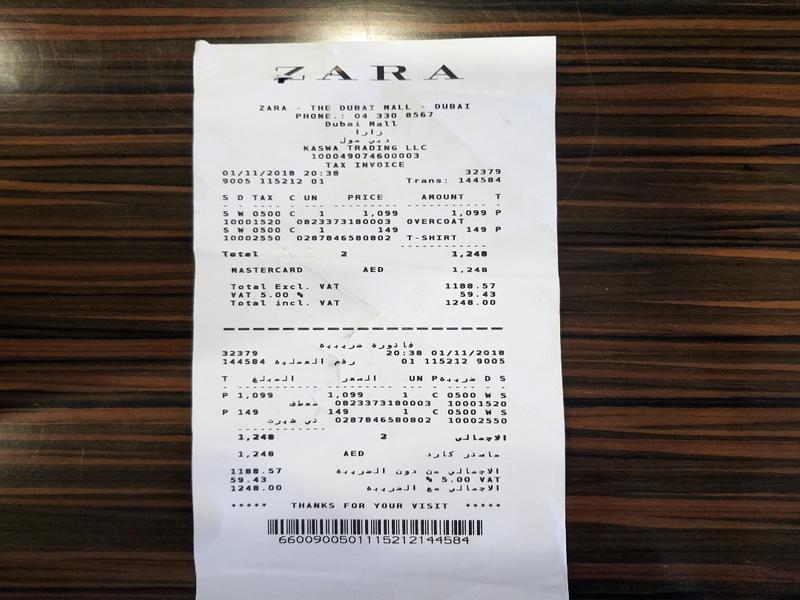 ZARA
ZARA - THE DUBAI MALL - DUBAI
PHONE.: 04 330 8567
Dubai Mall
زارا
دبي مول
KASWA TRADING LLC
100049074600003
TAX INVOICE
01/11/2018 20:38 32379
9005 115212 01 Trans: 144584
S D TAX C UN PRICE AMOUNT T
S W 0500 C 1 1,099 1,099 P
10001520 0823373180003 OVERCOAT
S W 0500 C 1 149 149 P
10002550 0287846580802 T-SHIRT
Total 2 1,248
MASTERCARD AED 1,248
Total Excl. VAT 1188.57
VAT 5.00 % 59.43
Total incl. VAT 1248.00
فاتورة ضريبية
32379 20:38 01/11/2018
144584 رقم العملية 01 115212 9005
T المبلغ السعر UN P ضريبة D S
P 1,099 1,099 1 C 0500 W S
معطف 0823373180003 10001520
P 149 149 1 C 0500 W S
تي شيرت 0287846580802 10002550
1,248 2 الاجمالى
1,248 AED ماستر كارد
1188.57 الاجمالي من دون الضريبة
59.43 % 5.00 VAT
1248.00 الاجمالي مع الضريبة
***** THANKS FOR YOUR VISIT *****
66009005011152121​44584